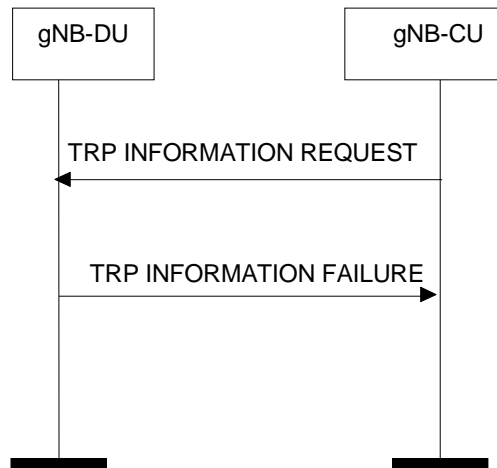 gNB-DU
gNB-CU
TRP INFORMATION REQUEST
TRP INFORMATION FAILURE